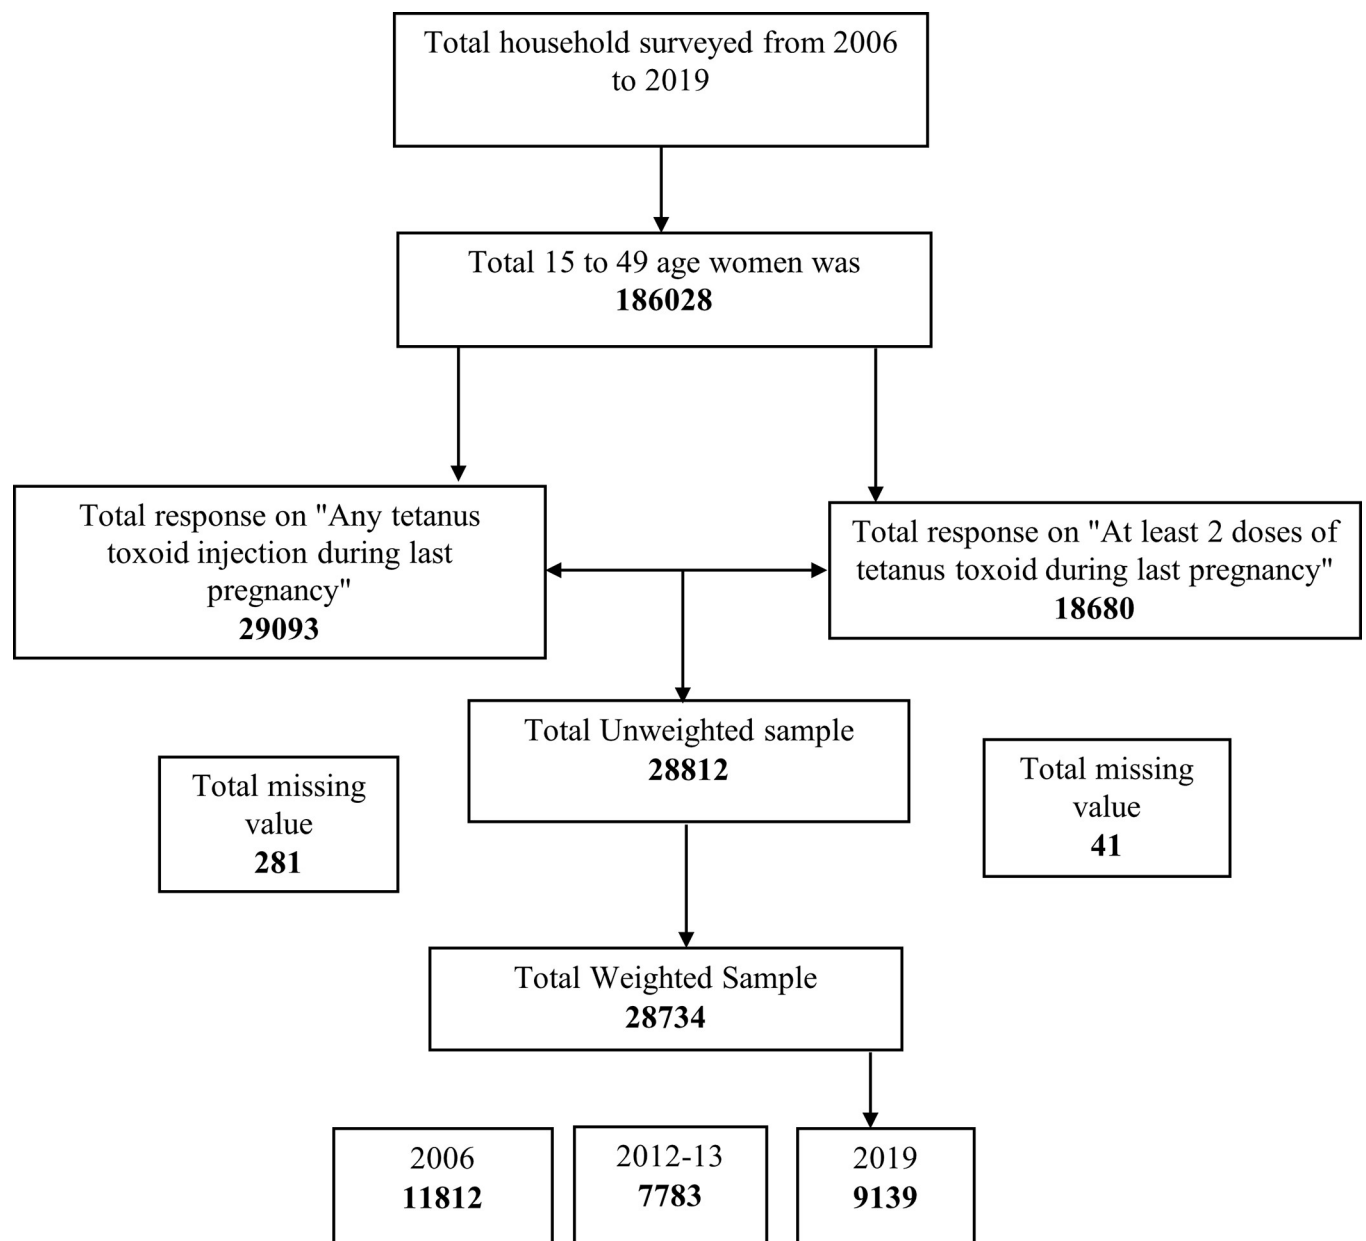 Total household surveyed from 2006
to 2019
Total 15 to 49 age women was
186028
Total response on "Any tetanus
toxoid injection during last
pregnancy"
29093
Total response on "At least 2 doses of
tetanus toxoid during last pregnancy"
18680
Total Unweighted sample
28812
Total missing
value
281
Total missing
value
41
Total Weighted Sample
28734
2006
11812
2012-13
7783
2019
9139